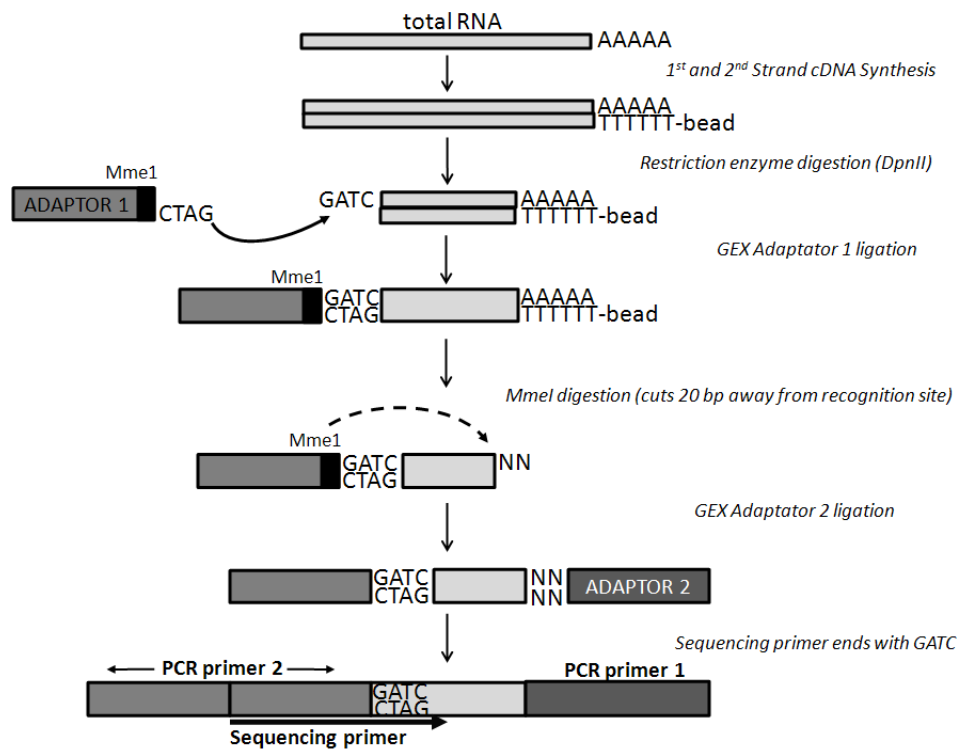 total RNA
AAAAA
1st and 2nd Strand cDNA Synthesis
AAAAA
TTTTTT-bead
Restriction enzyme digestion (DpnII)
Mme1
ADAPTOR 1
CTAG
GATC
AAAAA
TTTTTT-bead
GEX Adaptator 1 ligation
Mme1
GATC
CTAG
AAAAA
TTTTTT-bead
MmeI digestion (cuts 20 bp away from recognition site)
Mme1
GATC
CTAG
NN
GEX Adaptator 2 ligation
GATC
CTAG
NN
NN
ADAPTOR 2
Sequencing primer ends with GATC
PCR primer 2
PCR primer 1
GATC
CTAG
Sequencing primer